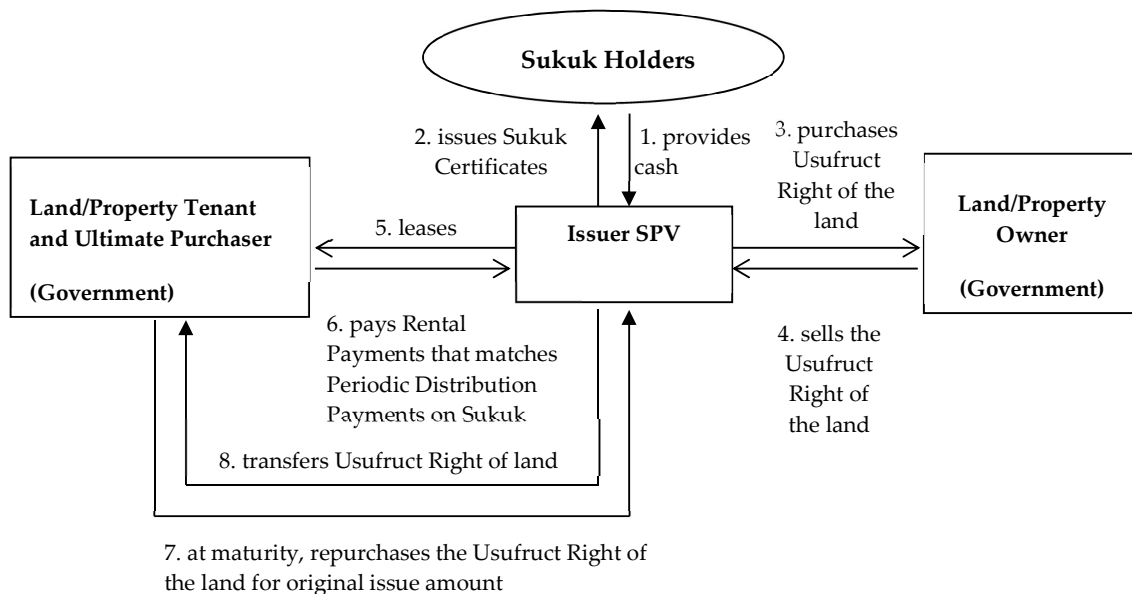 Sukuk Holders
2. issues Sukuk
Certificates
1. provides
cash
3. purchases
Usufruct
Right of the
land
Land/Property Tenant
and Ultimate Purchaser
(Government)
5. leases
Issuer SPV
Land/Property
Owner
(Government)
6. pays Rental
Payments that matches
Periodic Distribution
Payments on Sukuk
4. sells the
Usufruct
Right of
the land
8. transfers Usufruct Right of land
7. at maturity, repurchases the Usufruct Right of
the land for original issue amount